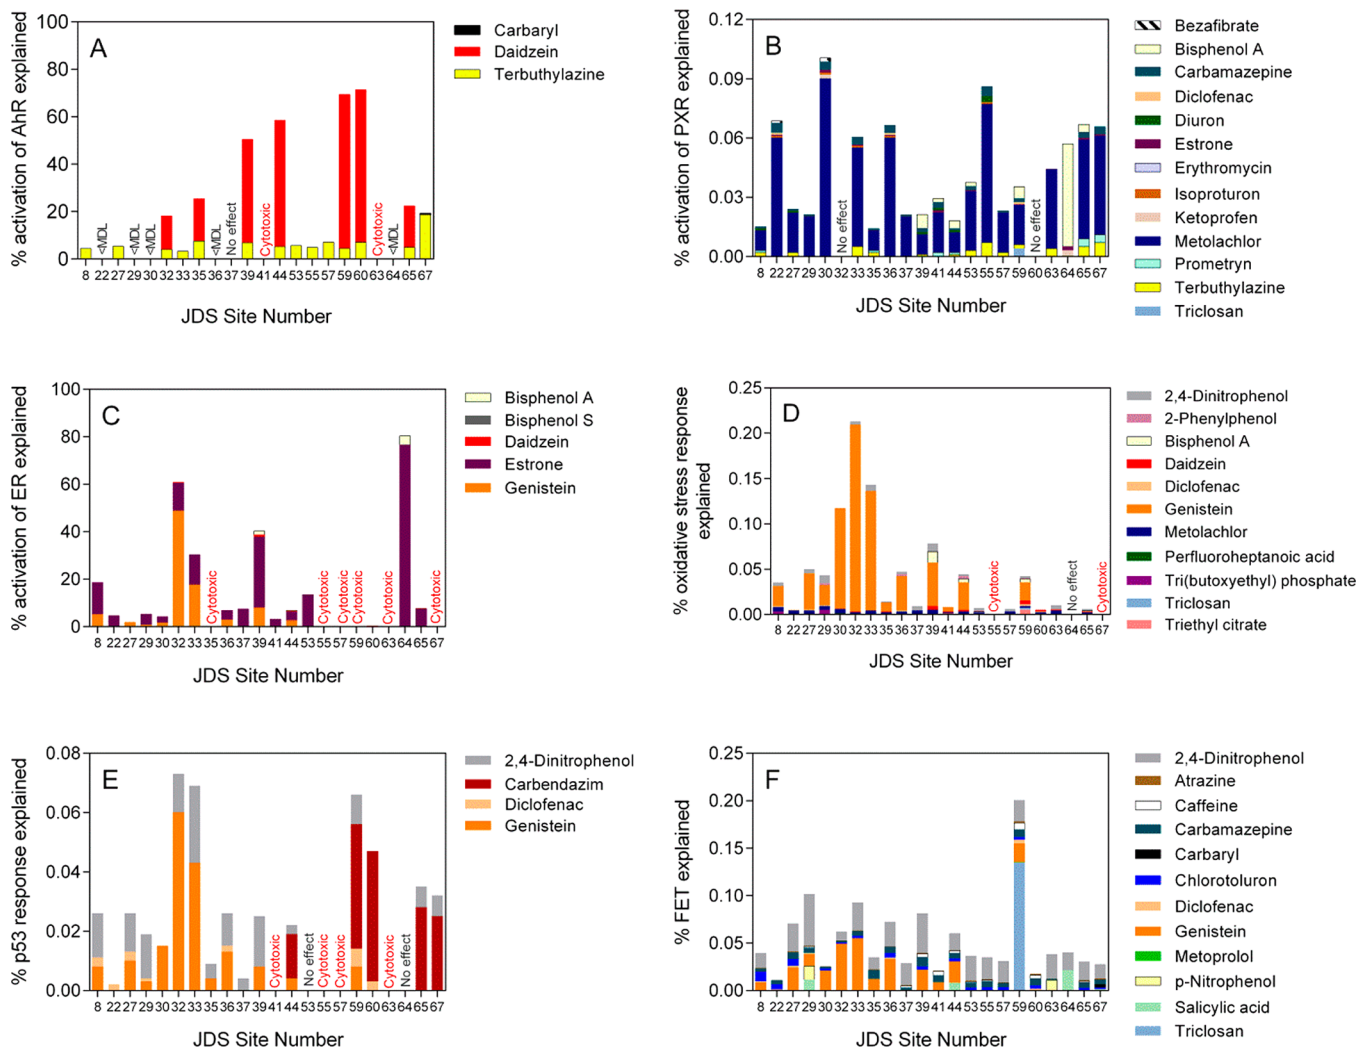 A
% activation of AhR explained
100
80
60
40
20
0
<MDL
<MDL
<MDL
<MDL
No effect
Cytotoxic
Cytotoxic
<MDL
8 22 27 29 30 32 33 35 36 37 39 41 44 53 55 57 59 60 63 64 65 67
JDS Site Number
Carbaryl
Daidzein
Terbuthylazine
B
% activation of PXR explained
0.12
0.09
0.06
0.03
0.00
No effect
No effect
8 22 27 29 30 32 33 35 36 37 39 41 44 53 55 57 59 60 63 64 65 67
JDS Site Number
Bezafibrate
Bisphenol A
Carbamazepine
Diclofenac
Diuron
Estrone
Erythromycin
Isoproturon
Ketoprofen
Metolachlor
Prometryn
Terbuthylazine
Triclosan
C
% activation of ER explained
100
80
60
40
20
0
Cytotoxic
Cytotoxic
Cytotoxic
Cytotoxic
Cytotoxic
Cytotoxic
8 22 27 29 30 32 33 35 36 37 39 41 44 53 55 57 59 60 63 64 65 67
JDS Site Number
Bisphenol A
Bisphenol S
Daidzein
Estrone
Genistein
D
% oxidative stress response
explained
0.25
0.20
0.15
0.10
0.05
0.00
Cytotoxic
No effect
Cytotoxic
8 22 27 29 30 32 33 35 36 37 39 41 44 53 55 57 59 60 63 64 65 67
JDS Site Number
2,4-Dinitrophenol
2-Phenylphenol
Bisphenol A
Daidzein
Diclofenac
Genistein
Metolachlor
Perfluoroheptanoic acid
Tri(butoxyethyl) phosphate
Triclosan
Triethyl citrate
E
% p53 response explained
0.08
0.06
0.04
0.02
0.00
Cytotoxic
No effect
Cytotoxic
Cytotoxic
Cytotoxic
No effect
8 22 27 29 30 32 33 35 36 37 39 41 44 53 55 57 59 60 63 64 65 67
JDS Site Number
2,4-Dinitrophenol
Carbendazim
Diclofenac
Genistein
F
% FET explained
0.25
0.20
0.15
0.10
0.05
0.00
8 22 27 29 30 32 33 35 36 37 39 41 44 53 55 57 59 60 63 64 65 67
JDS Site Number
2,4-Dinitrophenol
Atrazine
Caffeine
Carbamazepine
Carbaryl
Chlorotoluron
Diclofenac
Genistein
Metoprolol
p-Nitrophenol
Salicylic acid
Triclosan